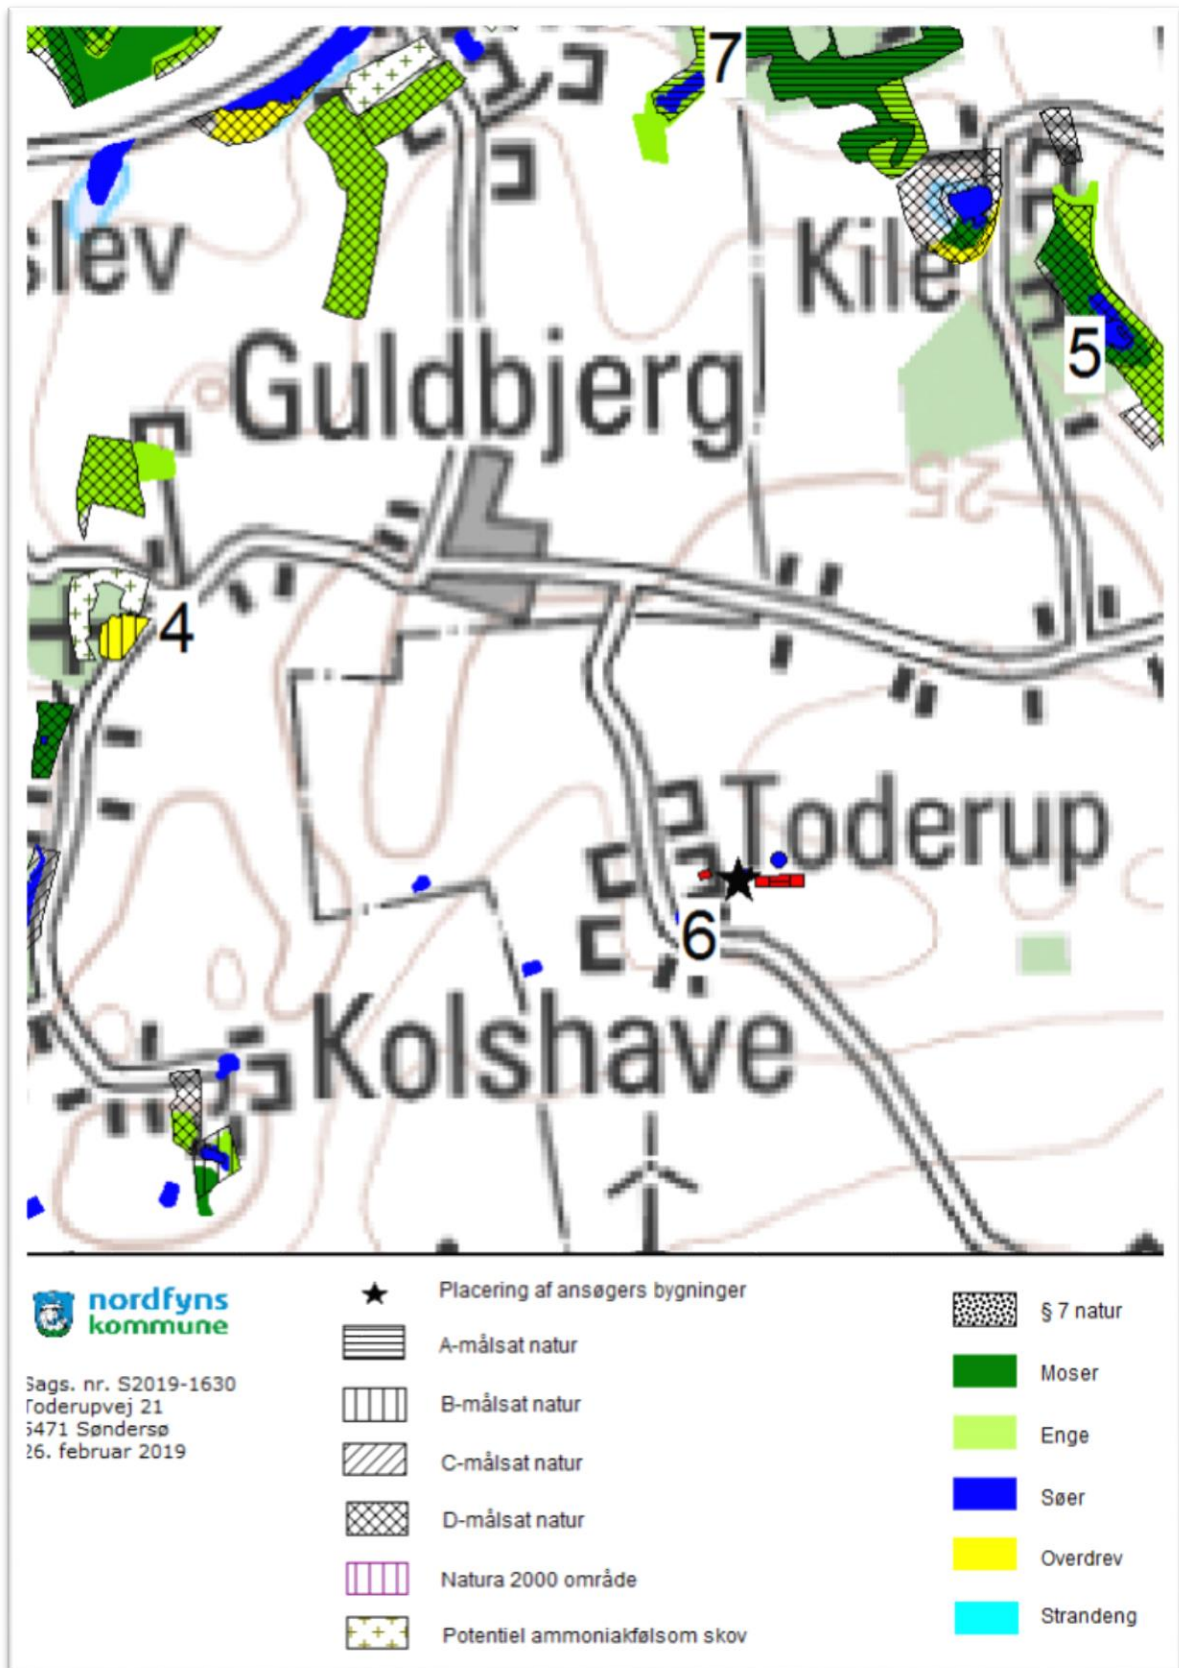 7
slev
Kile
5
Guldbjerg
25
4
Toderup
6
Kolshave
nordfyns
kommune
Sags. nr. S2019-1630
Toderupvej 21
5471 Søndersø
26. februar 2019
Placering af ansøgers bygninger
A-målsat natur
B-målsat natur
C-målsat natur
D-målsat natur
Natura 2000 område
Potentiel ammoniakfølsom skov
§ 7 natur
Moser
Enge
Søer
Overdrev
Strandeng